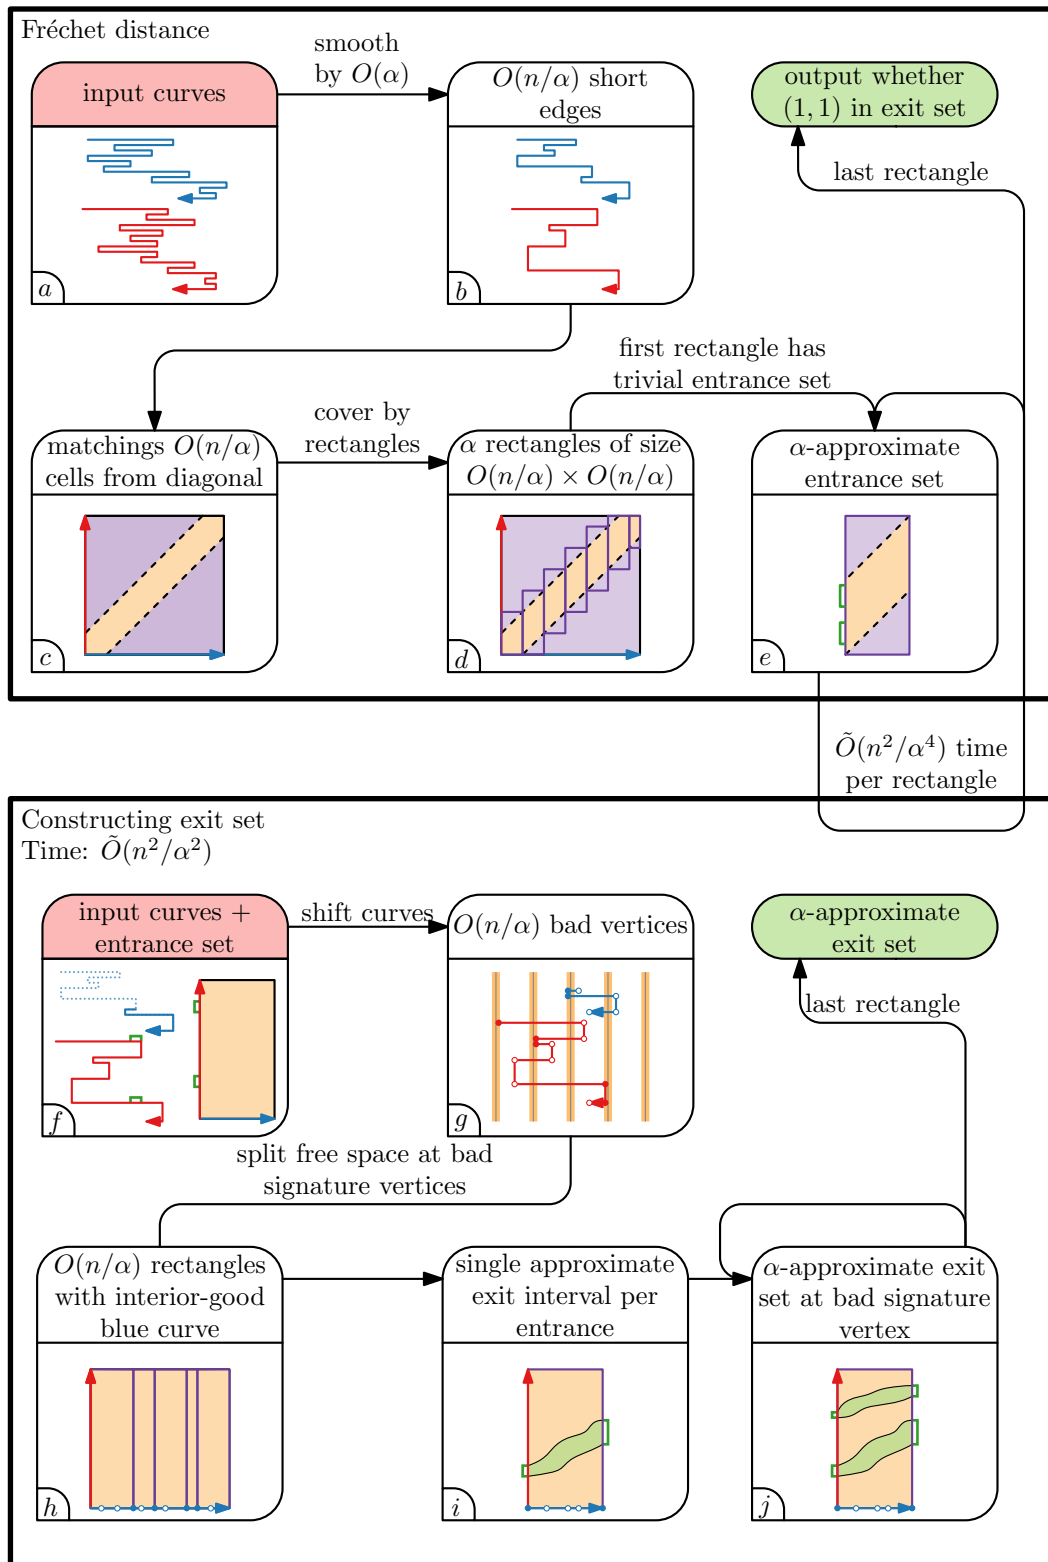 Fréchet distance
smooth
by O(α)
input curves
O(n/α) short
edges
output whether
(1, 1) in exit set
last rectangle
a
b
first rectangle has
trivial entrance set
cover by
rectangles
matchings O(n/α)
cells from diagonal
α rectangles of size
O(n/α) × O(n/α)
α-approximate
entrance set
c
d
e
Õ(n²/α⁴) time
per rectangle
Constructing exit set
Time: Õ(n²/α²)
input curves +
entrance set
shift curves
O(n/α) bad vertices
α-approximate
exit set
last rectangle
f
g
split free space at bad
signature vertices
O(n/α) rectangles
with interior-good
blue curve
single approximate
exit interval per
entrance
α-approximate exit
set at bad signature
vertex
h
i
j